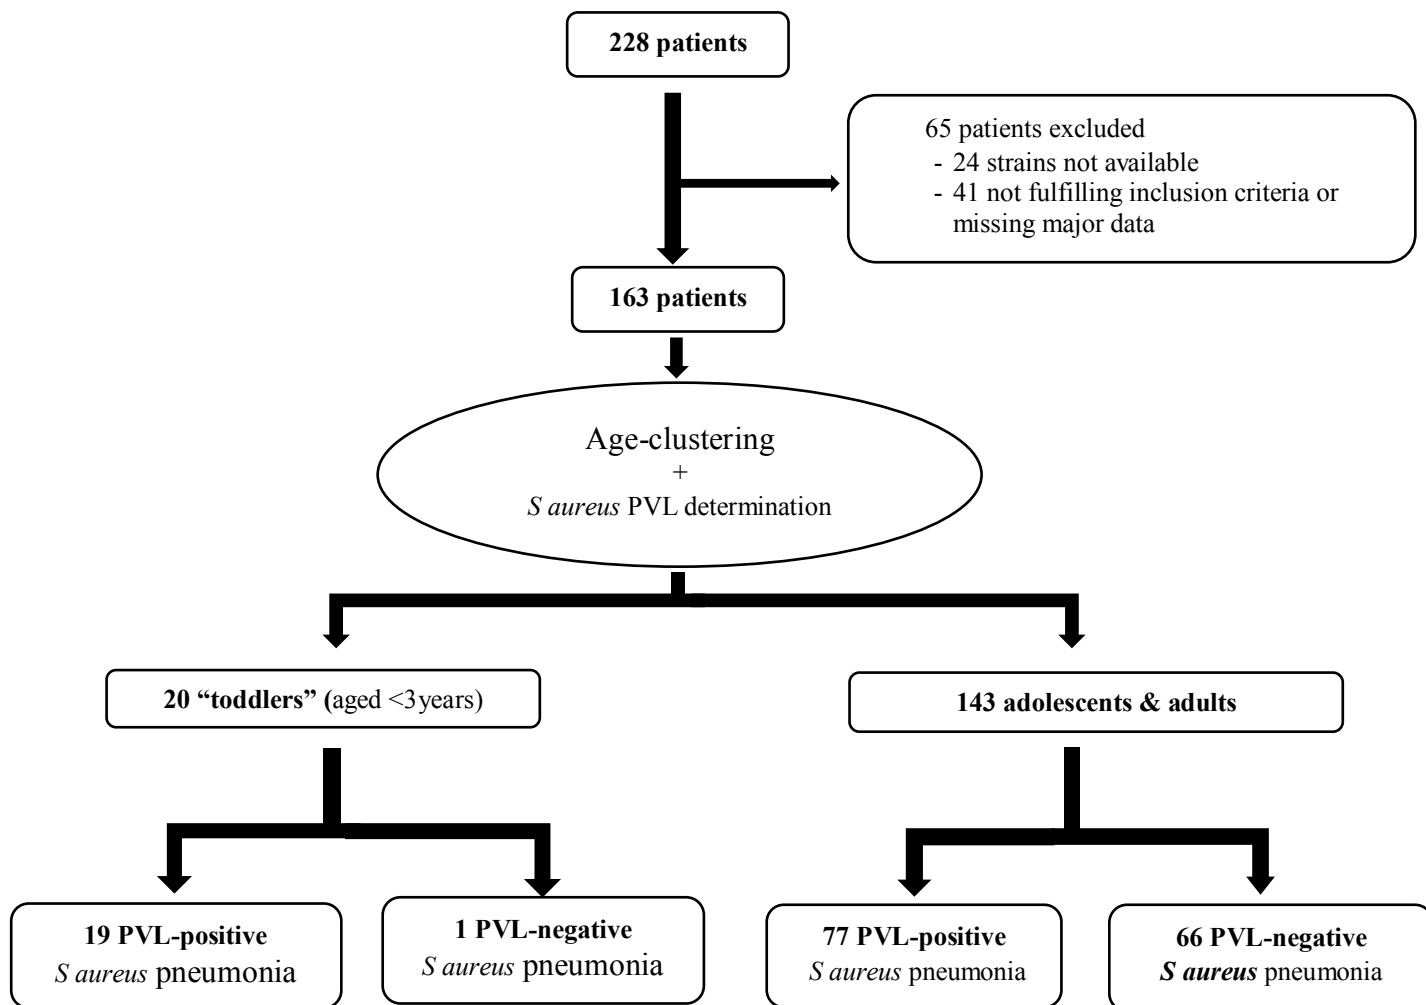 228 patients
65 patients excluded
- 24 strains not available
- 41 not fulfilling inclusion criteria or
missing major data
163 patients
Age-clustering
+
S aureus PVL determination
20 “toddlers” (aged <3years)
143 adolescents & adults
19 PVL-positive
S aureus pneumonia
1 PVL-negative
S aureus pneumonia
77 PVL-positive
S aureus pneumonia
66 PVL-negative
S aureus pneumonia